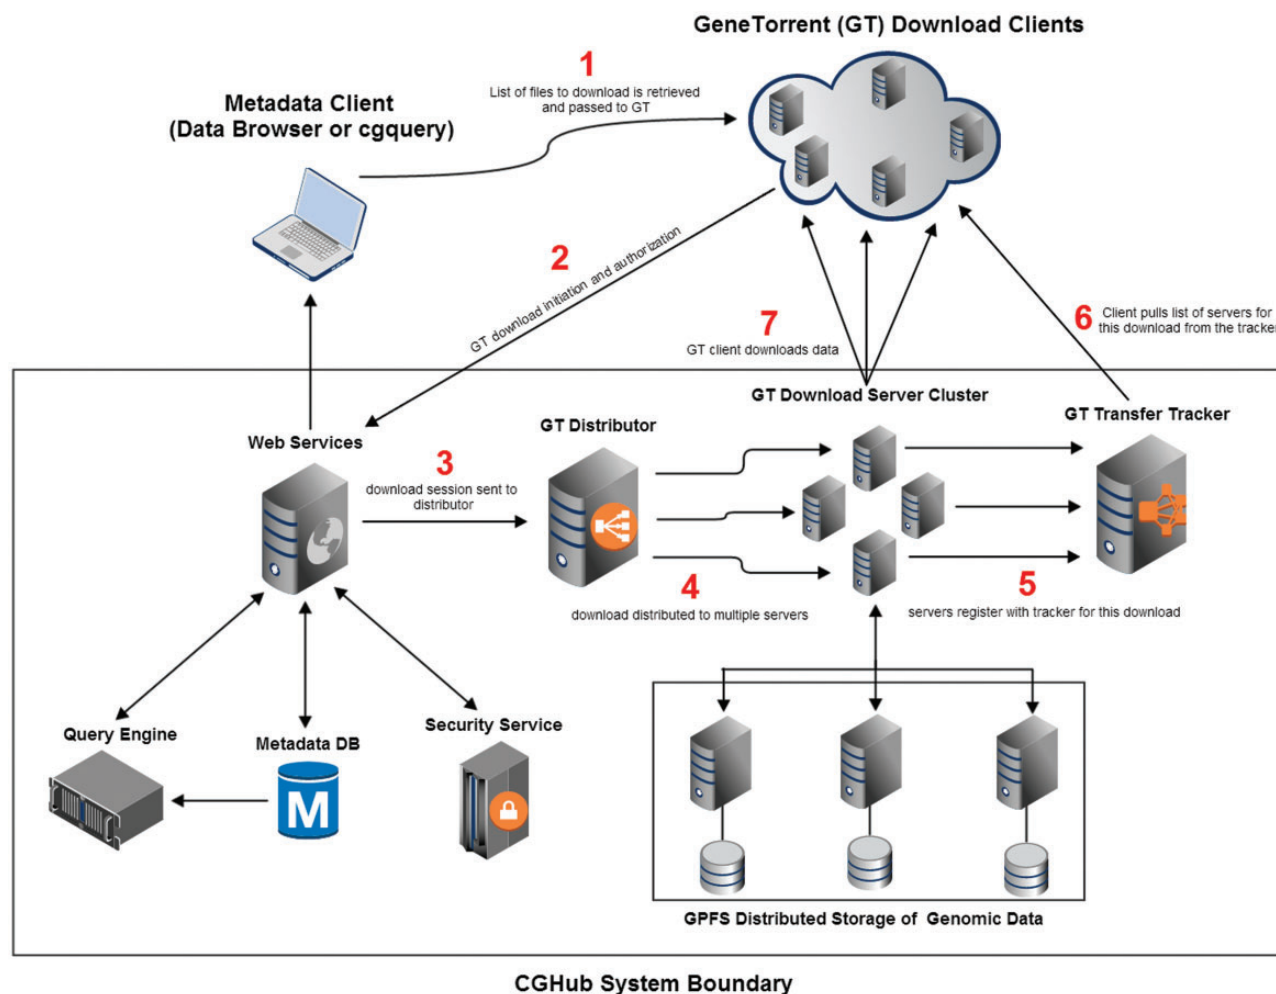 GeneTorrent (GT) Download Clients
1
List of files to download is retrieved
and passed to GT
Metadata Client
(Data Browser or cgquery)
2
GT download initiation and authorization
7
GT client downloads data
6
Client pulls list of servers for
this download from the tracker
GT Download Server Cluster
GT Transfer Tracker
GT Distributor
Web Services
3
download session sent to
distributor
4
download distributed to multiple servers
5
servers register with tracker for this download
Query Engine
Metadata DB
M
Security Service
GPFS Distributed Storage of Genomic Data
CGHub System Boundary